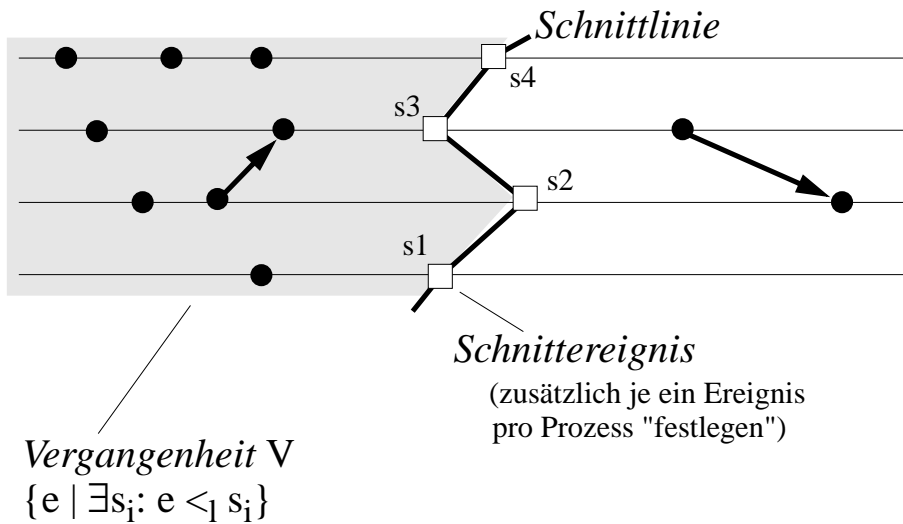 Schnittlinie
s4
s3
s2
s1
Schnittereignis
(zusätzlich je ein Ereignis
pro Prozess "festlegen")
Vergangenheit V
{e | ∃sᵢ: e <ₗ sᵢ}